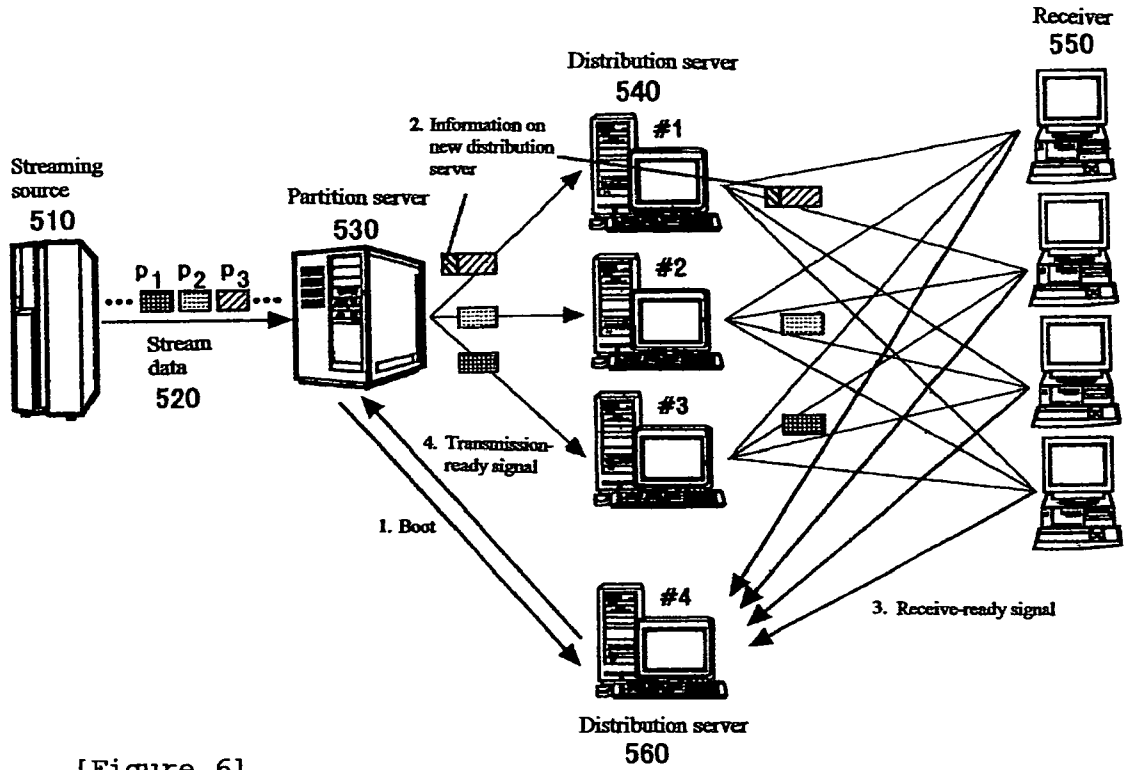 Receiver
550
Distribution server
540
#1
2. Information on
new distribution
server
Streaming
source
510
Partition server
530
P1 P2 P3
... ...
Stream
data
520
#2
#3
4. Transmission-
ready signal
1. Boot
#4
3. Receive-ready signal
Distribution server
560
[Figure 6]